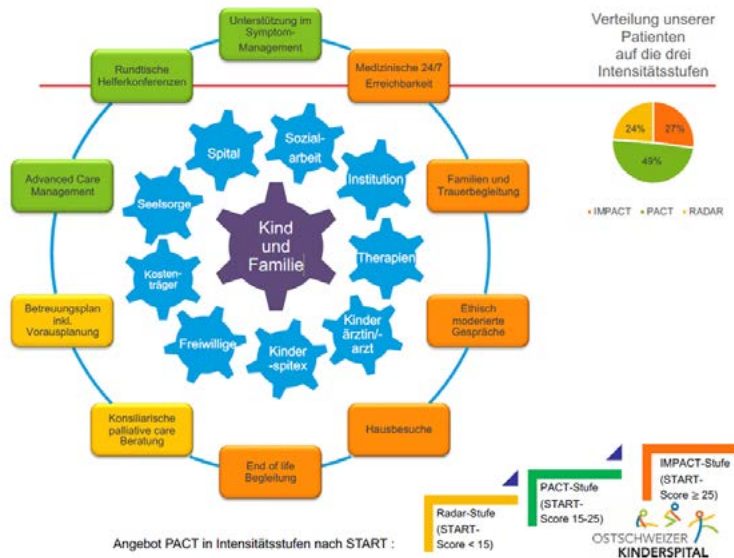 Unterstützung im
Symptom-
Management
Rundtische
Helferkonferenzen
Medizinische 24/7
Erreichbarkeit
Advanced Care
Management
Familien und
Trauerbegleitung
Betreuungsplan
inkl.
Vorausplanung
Ethisch
moderierte
Gespräche
Konsiliarische
palliative care
Beratung
Hausbesuche
End of life
Begleitung
Spital
Sozial-
arbeit
Institution
Seelsorge
Therapien
Kosten-
träger
Kinder
ärztin/-
arzt
Freiwillige
Kinder
-spitex
Kind
und
Familie
Verteilung unserer
Patienten
auf die drei
Intensitätsstufen
24%
27%
49%
IMPACT
PACT
RADAR
Angebot PACT in Intensitätsstufen nach START :
Radar-Stufe
(START-
Score < 15)
PACT-Stufe
(START-
Score 15-25)
IMPACT-Stufe
(START-
Score ≥ 25)
OSTSCHWEIZER
KINDERSPITAL